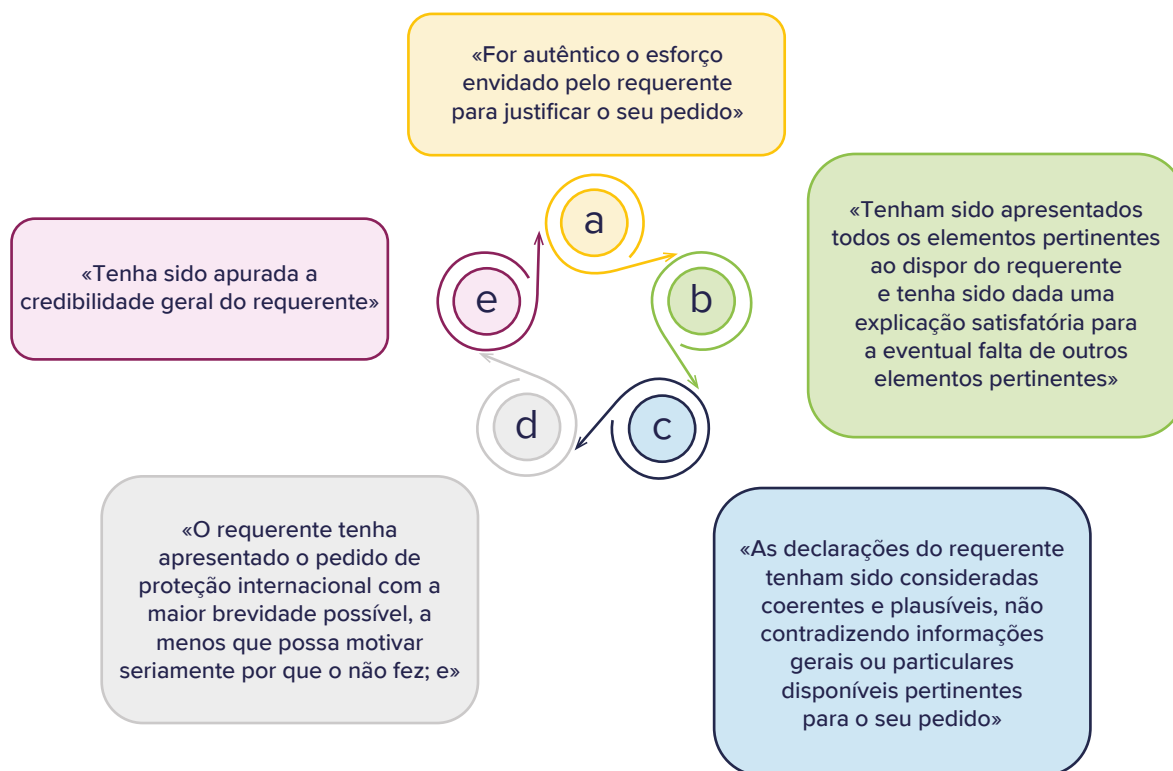 «For autêntico o esforço
envidado pelo requerente
para justificar o seu pedido»
a
b
c
d
e
«Tenham sido apresentados
todos os elementos pertinentes
ao dispor do requerente
e tenha sido dada uma
explicação satisfatória para
a eventual falta de outros
elementos pertinentes»
«As declarações do requerente
tenham sido consideradas
coerentes e plausíveis, não
contradizendo informações
gerais ou particulares
disponíveis pertinentes
para o seu pedido»
«O requerente tenha
apresentado o pedido de
proteção internacional com a
maior brevidade possível, a
menos que possa motivar
seriamente por que o não fez; e»
«Tenha sido apurada a
credibilidade geral do requerente»